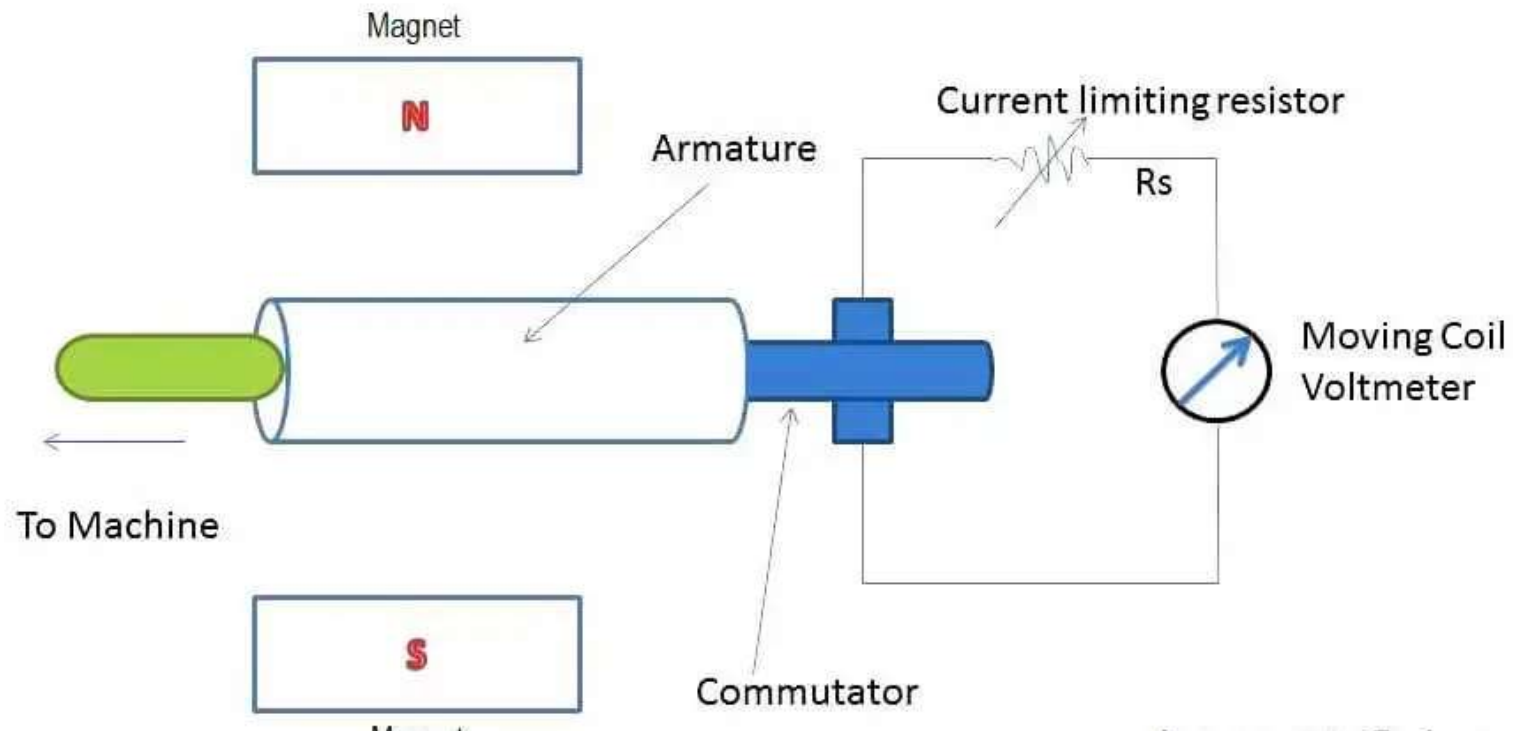 Magnet
N
Current limiting resistor
Armature
Rs
Moving Coil
Voltmeter
To Machine
S
Commutator